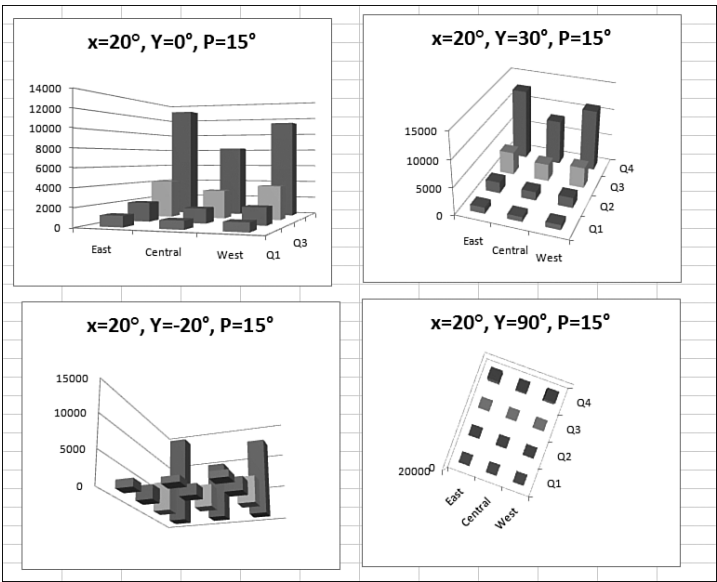 x=20°, Y=0°, P=15°
14000
12000
10000
8000
6000
4000
2000
0
East
Central
West
Q1
Q3
x=20°, Y=30°, P=15°
15000
10000
5000
0
East
Central
West
Q1
Q2
Q3
Q4
x=20°, Y=-20°, P=15°
15000
10000
5000
0
x=20°, Y=90°, P=15°
20000
0
East
Central
West
Q1
Q2
Q3
Q4